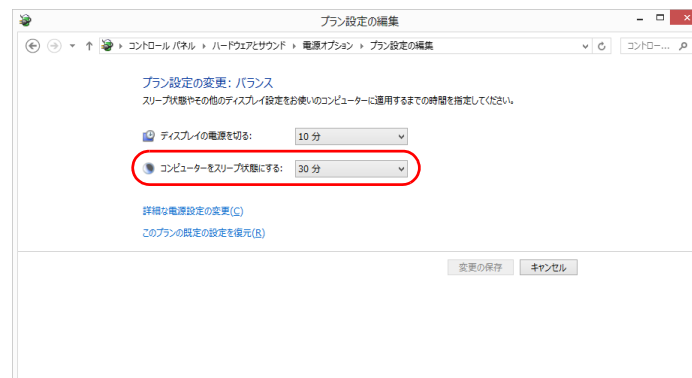 プラン設定の編集
コントロール パネル ▸ ハードウェアとサウンド ▸ 電源オプション ▸ プラン設定の編集
コントロー...
プラン設定の変更: バランス
スリープ状態やその他のディスプレイ設定をお使いのコンピューターに適用するまでの時間を指定してください。
ディスプレイの電源を切る: 10 分
コンピューターをスリープ状態にする: 30 分
詳細な電源設定の変更(C)
このプランの既定の設定を復元(R)
変更の保存 キャンセル